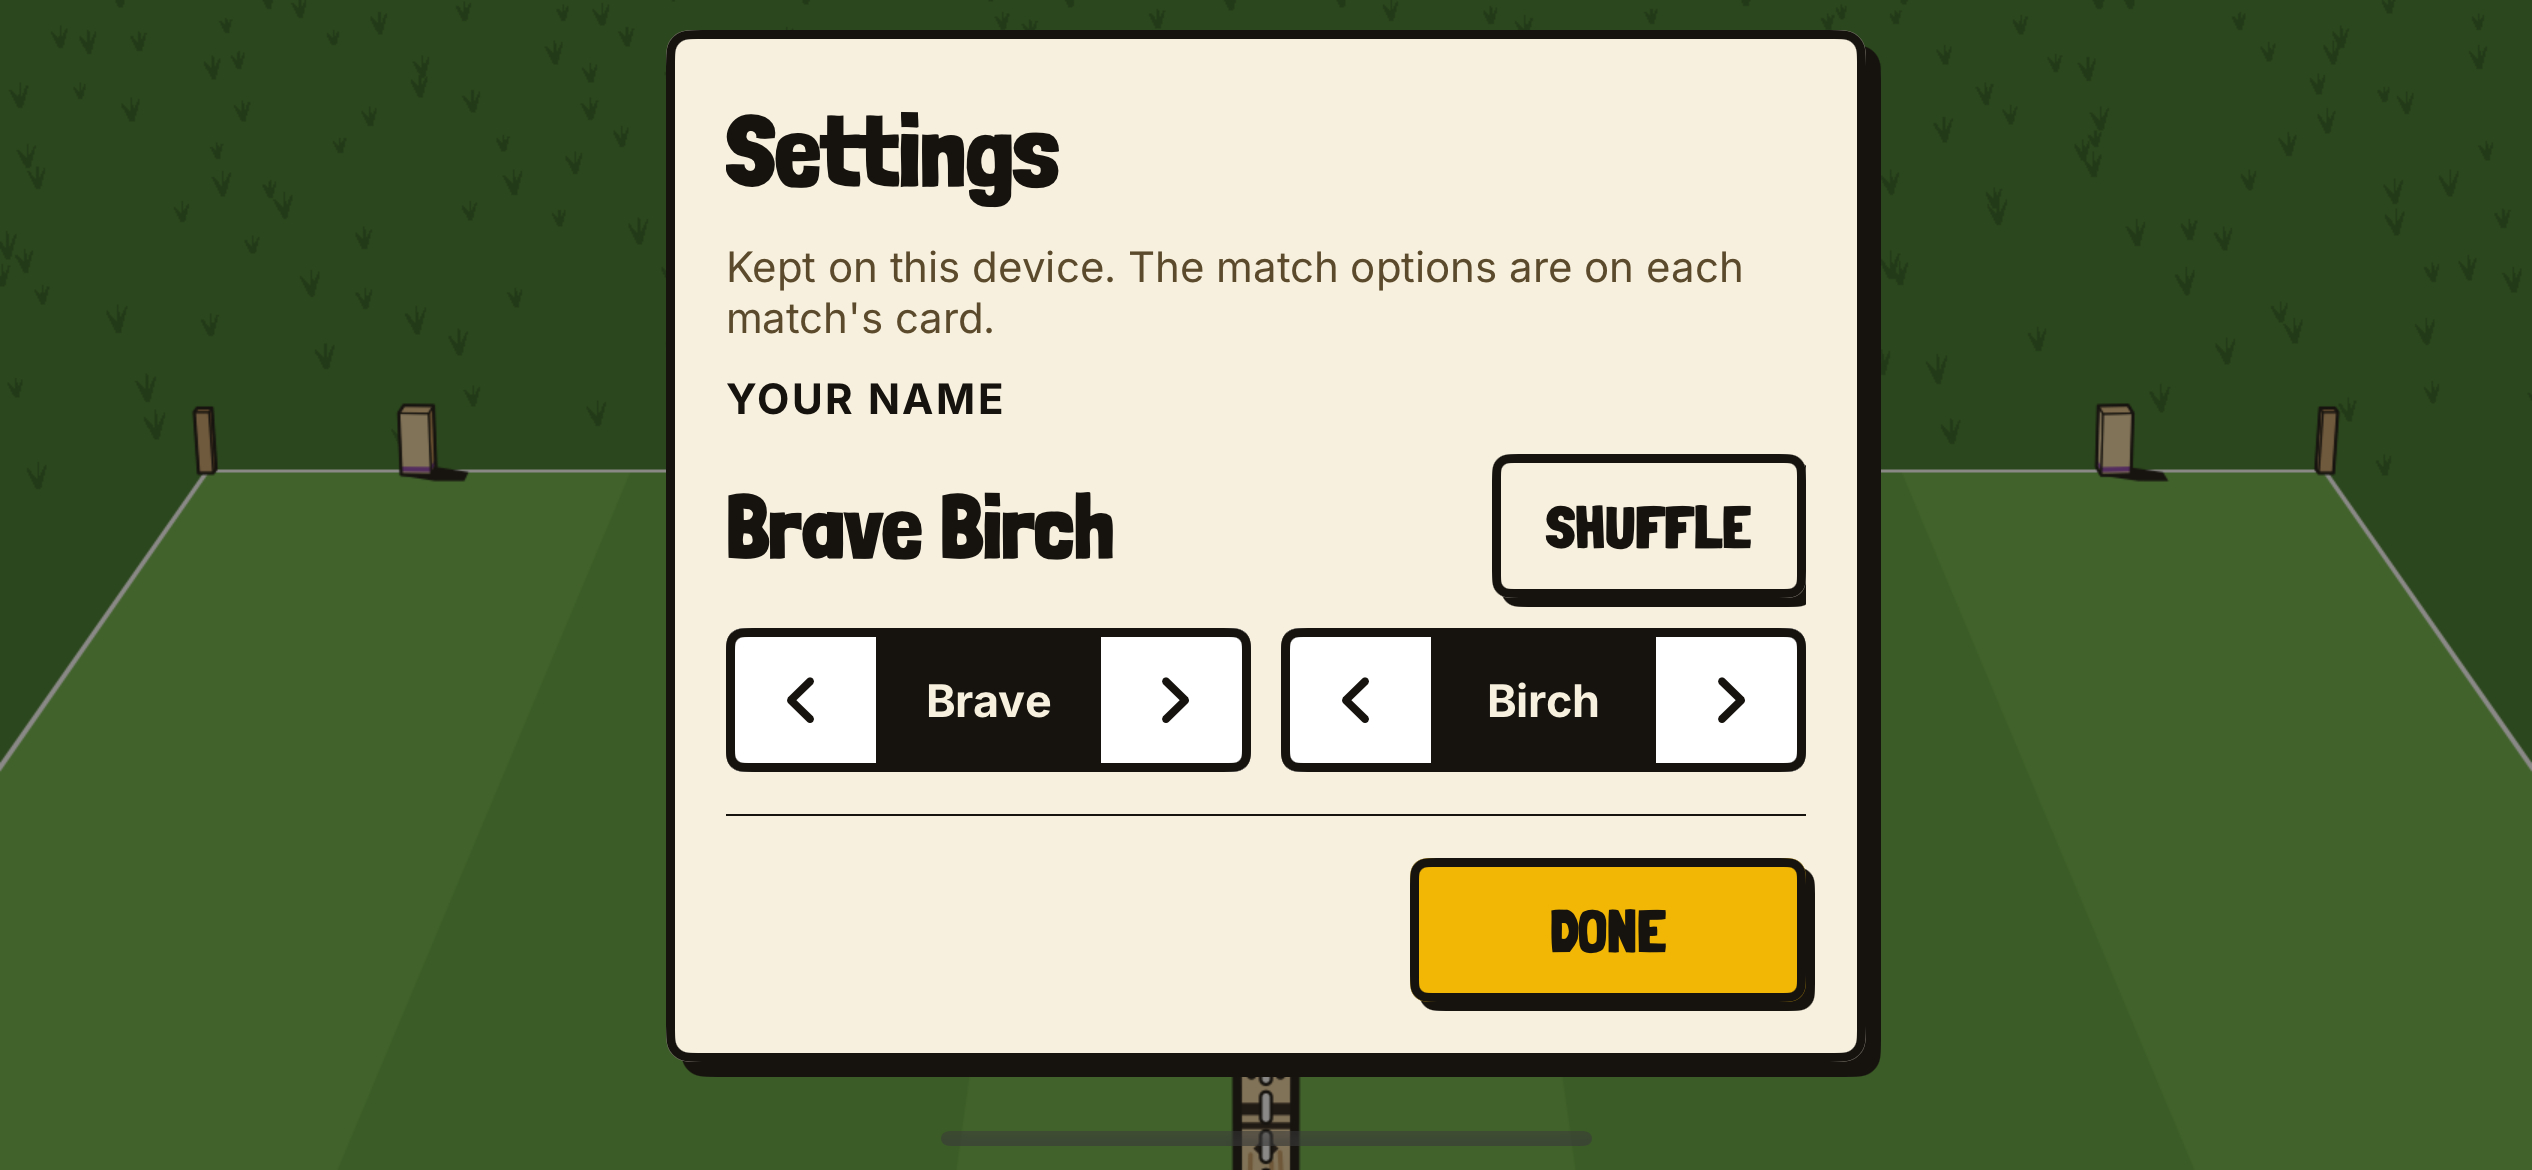 Settings
Kept on this device. The match options are on each
match's card.
YOUR NAME
Brave Birch
SHUFFLE
Brave
Birch
DONE